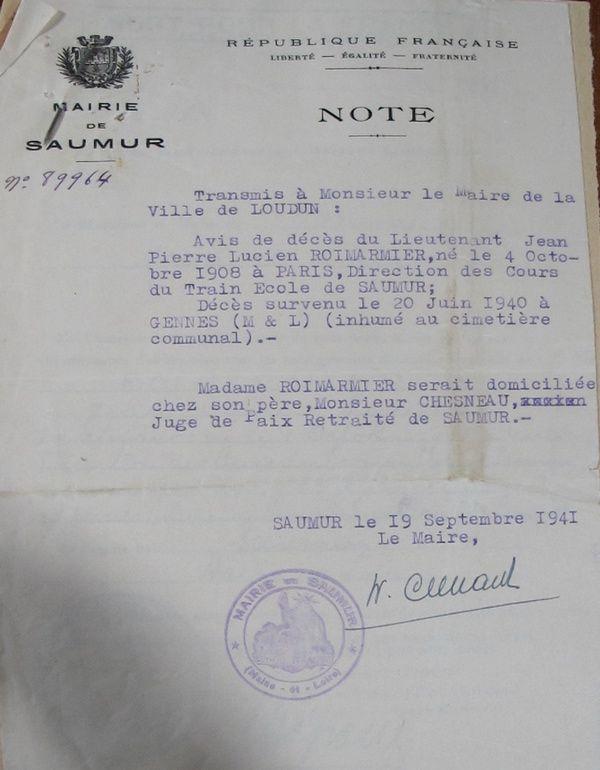 RÉPUBLIQUE FRANÇAISE
LIBERTÉ — ÉGALITÉ — FRATERNITÉ
MAIRIE
DE
SAUMUR
NOTE
nº 89964
Transmis à Monsieur le Maire de la
Ville de LOUDUN :
Avis de décès du Lieutenant Jean
Pierre Lucien ROIMARMIER,né le 4 Octo-
bre 1908 à PARIS,Direction des Cours
du Train Ecole de SAUMUR;
Décès survenu le 20 Juin 1940 à
GENNES (M & L) (inhumé au cimetière
communal).-
Madame ROIMARMIER serait domiciliée
chez son père,Monsieur CHESNEAU,
Juge de Paix Retraité de SAUMUR.-
SAUMUR le 19 Septembre 1941
Le Maire,
MAIRIE DE SAUMUR
(Maine - et - Loire)